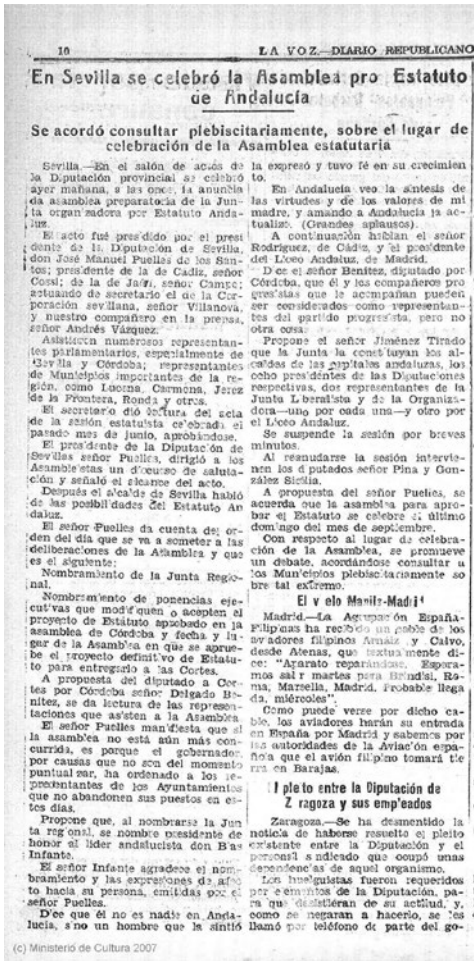 10
LA VOZ.—DIARIO REPUBLICANO
En Sevilla se celebró la Asamblea pro Estatuto
de Andalucía
Se acordó consultar plebiscitariamente, sobre el lugar de
celebración de la Asamblea estatutaria
Sevilla.—En el salón de actos de
la Diputación provincial se celebró
ayer mañana, a las once, la anuncia
da asamblea preparatoria de la Jun-
ta organizadora por Estatuto Anda-
luz.
El acto fué presidido por el presi
dente de la Diputación de Sevilla,
don José Manuel Puelles de los San-
tos; presidente de la de Cádiz, señor
Cossi; de la de Jaén, señor Campo;
actuando de secretario el de la Cor-
poración sevillana, señor Villanova,
y nuestro compañero en la prensa,
señor Andrés Vázquez.
Asistieron numerosos representan-
tes parlamentarios, especialmente de
Sevilla y Córdoba; representantes
de Municipios importantes de la re-
gión, como Lucena, Carmona, Jerez
de la Frontera, Ronda y otros.
El secretario dió lectura del acta
de la sesión estatuista celebrada el
pasado mes de junio, aprobándose.
El presidente de la Diputación de
Sevilla señor Puelles, dirigió a los
Asambleístas un discurso de saluta-
ción y señaló el alcance del acto.
Después el alcalde de Sevilla habló
de las posibilidades del Estatuto An
daluz.
El señor Puelles da cuenta del or-
den del día que se va a someter a las
deliberaciones de la Asamblea y que
es el siguiente:
Nombramiento de la Junta Regio-
nal.
Nombramiento de ponencias eje-
cutivas que modifiquen o acepten el
proyecto de Estatuto aprobado en la
asamblea de Córdoba y fecha y lu-
gar de la Asamblea en que se aprue-
be el proyecto definitivo de Estatu-
to para entregarlo a las Cortes.
A propuesta del diputado a Cor-
tes por Córdoba señor Delgado Be-
nítez, se da lectura de las represen-
taciones que asisten a la Asamblea.
El señor Puelles manifiesta que si
la asamblea no está aún más con-
currida, es porque el gobernador,
por causas que no son del momento
puntualizar, ha ordenado a los re-
presentantes de los Ayuntamientos
que no abandonen sus puestos en es-
tos días.
Propone que, al nombrarse la Jun
ta regional, se nombre presidente de
honor al líder andalucista don Blas
Infante.
El señor Infante agradece el nom-
bramiento y las expresiones de afec
to hacia su persona, emitidas por el
señor Puelles.
Dice que él no es nadie en Anda-
lucía, sino un hombre que la sintió
la expresó y tuvo fé en su crecimien
to.
En Andalucía veo la síntesis de
las virtudes y de los valores de mi
madre, y amando a Andalucía la ac-
tualizo. (Grandes aplausos).
A continuación hablan el señor
Rodríguez, de Cádiz, y el presidente
del Liceo Andaluz, de Madrid.
Dice el señor Benítez, diputado por
Córdoba, que él y los compañeros pro
gresistas que le acompañan pueden
ser considerados como representan-
tes del partido progresista, pero no
otra cosa.
Propone el señor Jiménez Tirado
que la Junta la constituyan los al-
caldes de las capitales andaluzas, los
ocho presidentes de las Diputaciones
respectivas, dos representantes de la
Junta Liberalista y de la Organiza-
dora—uno por cada una—y otro por
el Liceo Andaluz.
Se suspende la sesión por breves
minutos.
Al reanudarse la sesión intervie-
nen los diputados señor Pina y Gon-
zález Sicilia.
A propuesta del señor Puelles, se
acuerda que la asamblea para apro-
bar el Estatuto se celebre el último
domingo del mes de septiembre.
Con respecto al lugar de celebra-
ción de la Asamblea, se promueve
un debate, acordándose consultar a
los Municipios plebiscitariamente so
bre tal extremo.
El v elo Manila-Madri
Madrid.—La Agrupación España-
Filipinas ha recibido un cable de los
aviadores filipinos Arnaiz y Calvo,
desde Atenas, que textualmente di-
ce: "Aparato reparándose. Espera-
mos salir martes para Brindisi, Ro-
ma, Marsella, Madrid. Probable llega
da, miércoles".
Como puede verse por dicho ca-
ble, los aviadores harán su entrada
en España por Madrid y sabemos por
las autoridades de la Aviación espa-
ñola que el avión filipino tomará tie
rra en Barajas.
l pleito entre la Diputación de
Z ragoza y sus empleados
Zaragoza.—Se ha desmentido la
noticia de haberse resuelto el pleito
existente entre la Diputación y el
personal sindicado que ocupó unas
dependencias de aquel organismo.
Los huelguistas fueron requeridos
por elementos de la Diputación, pa-
ra que desistieran de su actitud, y,
como se negaran a hacerlo, se les
llamó por teléfono de parte del go-
(c) Ministerio de Cultura 2007